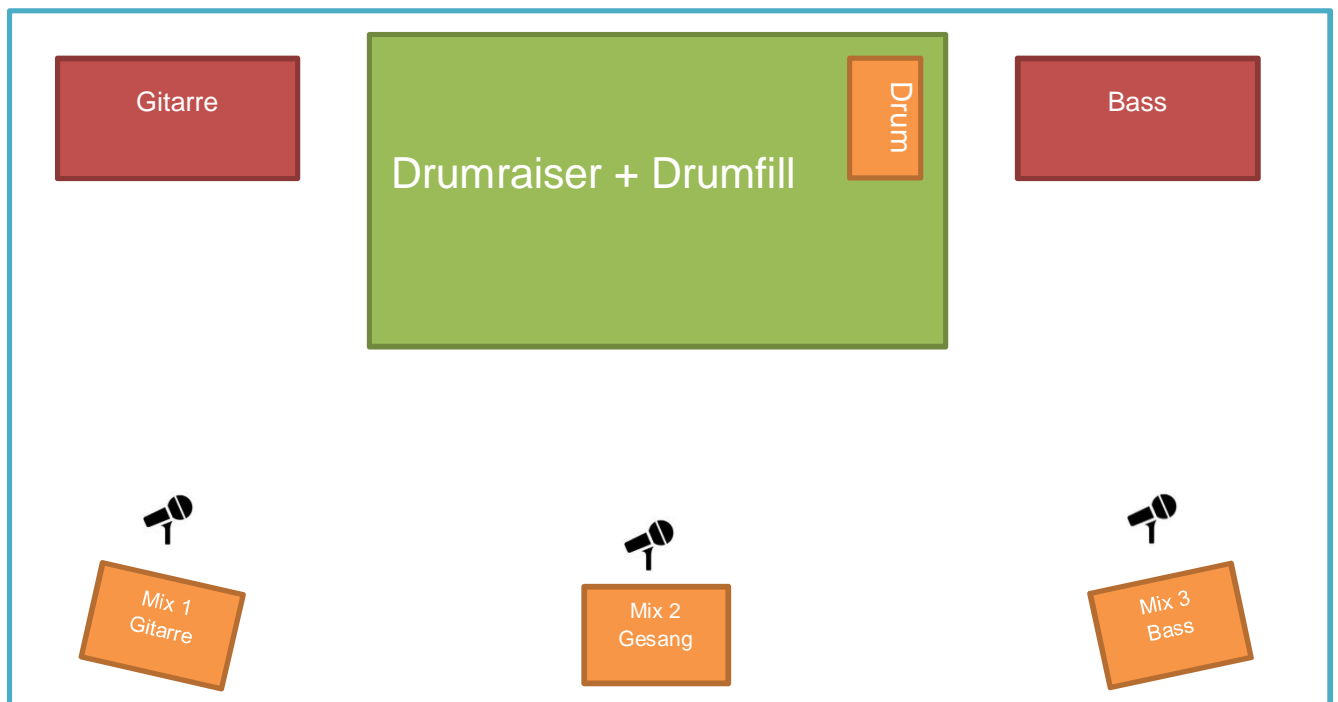 Gitarre
Drumraiser + Drumfill
Drum
Bass
Mix 1
Gitarre
Mix 2
Gesang
Mix 3
Bass